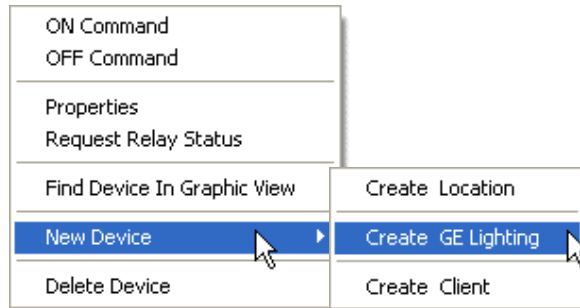 ON Command
OFF Command
Properties
Request Relay Status
Find Device In Graphic View
New Device
Delete Device
Create Location
Create GE Lighting
Create Client